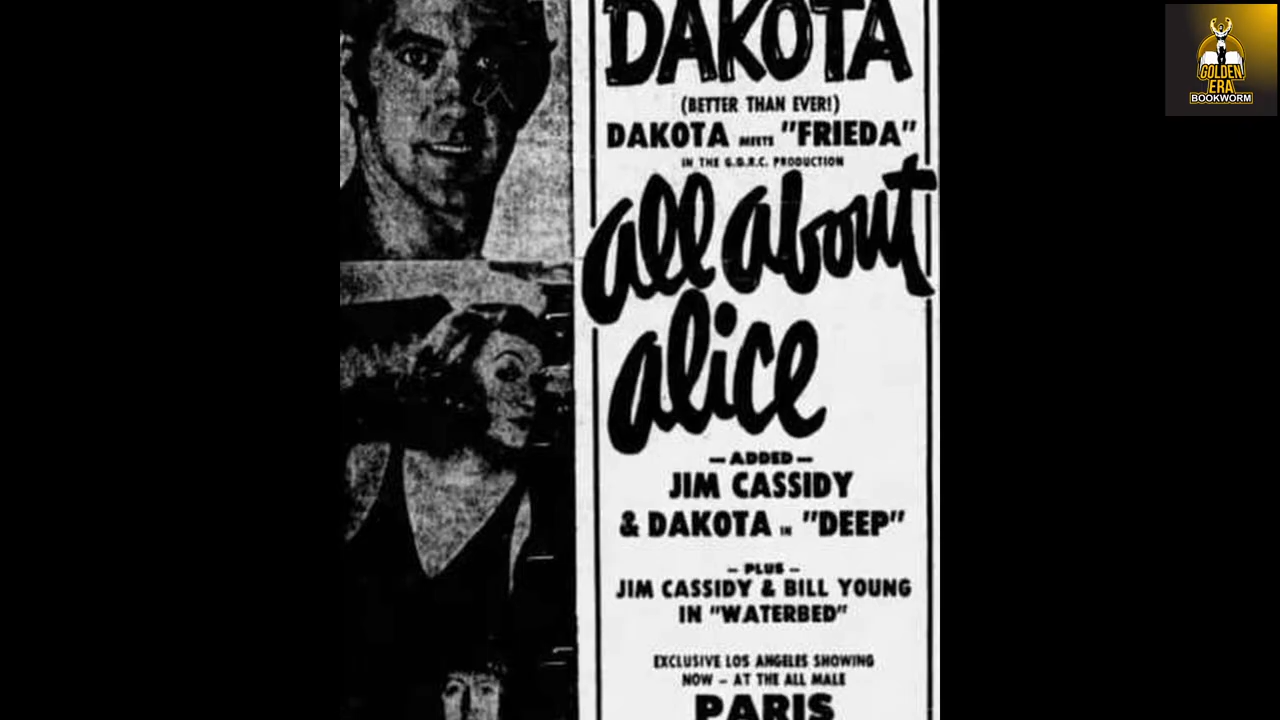 DAKOTA
(BETTER THAN EVER!)
DAKOTA MEETS "FRIEDA"
IN THE G.D.R.C. PRODUCTION
all about
alice
— ADDED —
JIM CASSIDY
& DAKOTA IN "DEEP"
— PLUS —
JIM CASSIDY & BILL YOUNG
IN "WATERBED"
EXCLUSIVE LOS ANGELES SHOWING
NOW — AT THE ALL MALE
PARIS
GOLDEN
ERA
BOOKWORM